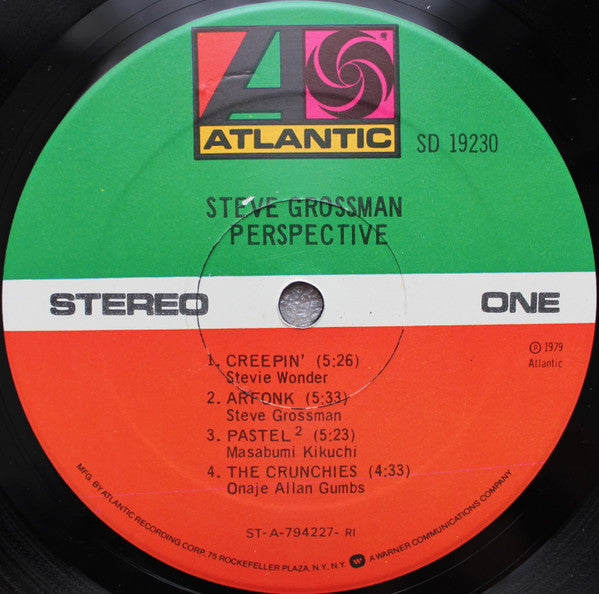 ATLANTIC
®
SD 19230
STEVE GROSSMAN
PERSPECTIVE
STEREO
ONE
℗ 1979
Atlantic
1. CREEPIN' (5:26)
Stevie Wonder
2. ARFONK (5:33)
Steve Grossman
3. PASTEL² (5:23)
Masabumi Kikuchi
4. THE CRUNCHIES (4:33)
Onaje Allan Gumbs
ST-A-794227- RI
MFG. BY ATLANTIC RECORDING CORP., 75 ROCKEFELLER PLAZA, N.Y., N.Y. A WARNER COMMUNICATIONS COMPANY